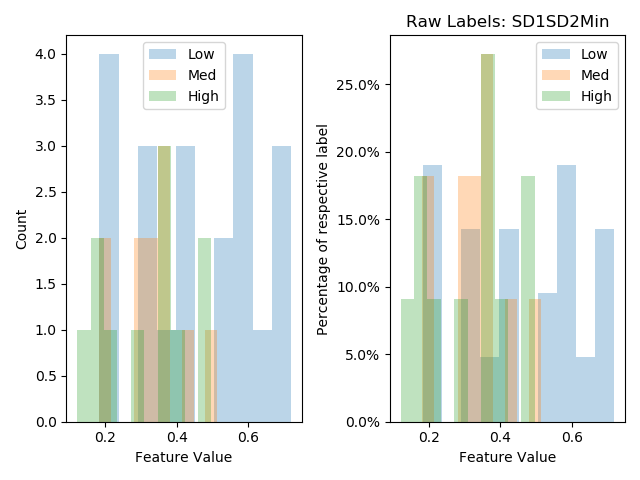 Raw Labels: SD1SD2Min
4.0
3.5
3.0
2.5
2.0
1.5
1.0
0.5
0.0
Count
0.2
0.4
0.6
Feature Value
Low
Med
High
25.0%
20.0%
15.0%
10.0%
5.0%
0.0%
Percentage of respective label
0.2
0.4
0.6
Feature Value
Low
Med
High